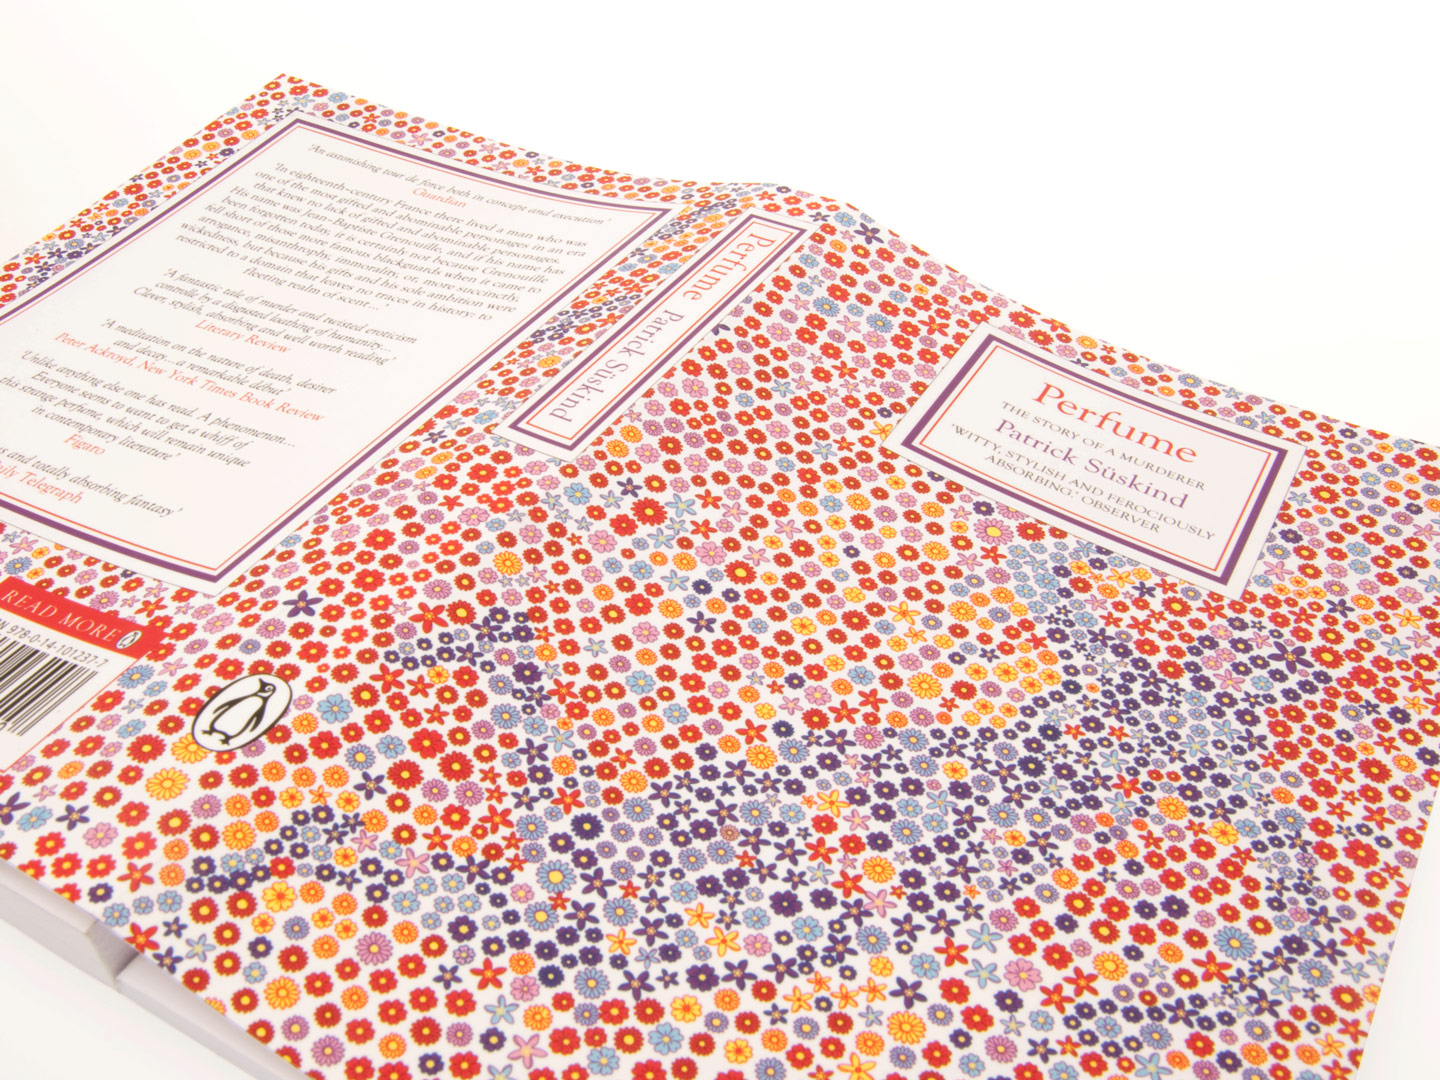 'An astonishing tour de force both in concept and execution'
Guardian
'In eighteenth-century France there lived a man who was
one of the most gifted and abominable personages in an era
that knew no lack of gifted and abominable personages.
His name was Jean-Baptiste Grenouille, and if his name has
been forgotten today, it is certainly not because Grenouille
fell short of those more famous blackguards when it came to
arrogance, misanthropy, immorality, or, more succinctly,
wickedness, but because his gifts and his sole ambition were
restricted to a domain that leaves no traces in history: to
fleeting realm of scent ...'
'A fantastic tale of murder and twisted eroticism
controlled by a disgusted loathing of humanity...
Clever, stylish, absorbing and well worth reading'
Literary Review
'A meditation on the nature of death, desire
and decay...a remarkable début'
Peter Ackroyd, New York Times Book Review
'Unlike anything else one has read. A phenomenon...
Everyone seems to want to get a whiff of
this strange perfume, which will remain unique
in contemporary literature'
Figaro
and totally absorbing fantasy'
Telegraph
READ MORE
978-0-14-101237-7
Perfume Patrick Süskind
Perfume
THE STORY OF A MURDERER
Patrick Süskind
'WITTY, STYLISH AND FEROCIOUSLY
ABSORBING,' OBSERVER